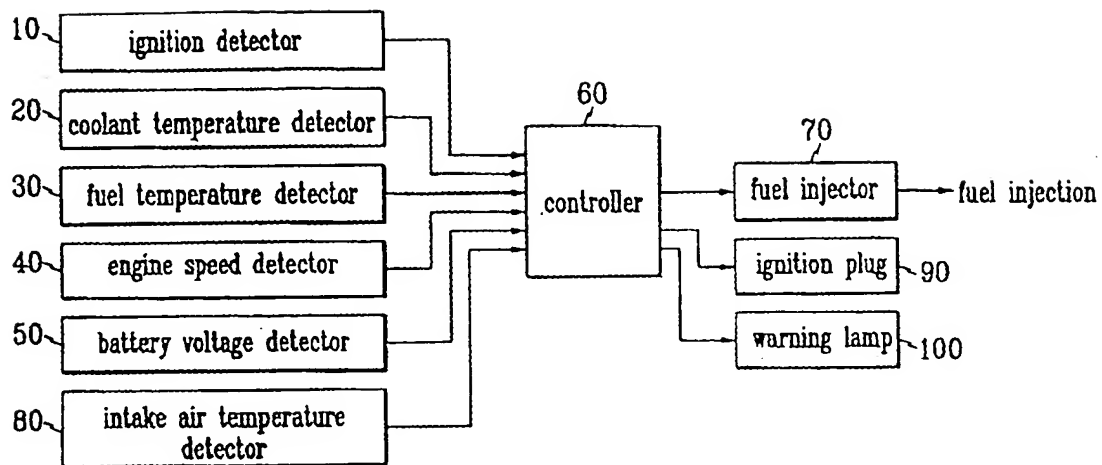 10
ignition detector
20
coolant temperature detector
30
fuel temperature detector
40
engine speed detector
50
battery voltage detector
80
intake air temperature
detector
60
controller
70
fuel injector
fuel injection
ignition plug
90
warning lamp
100